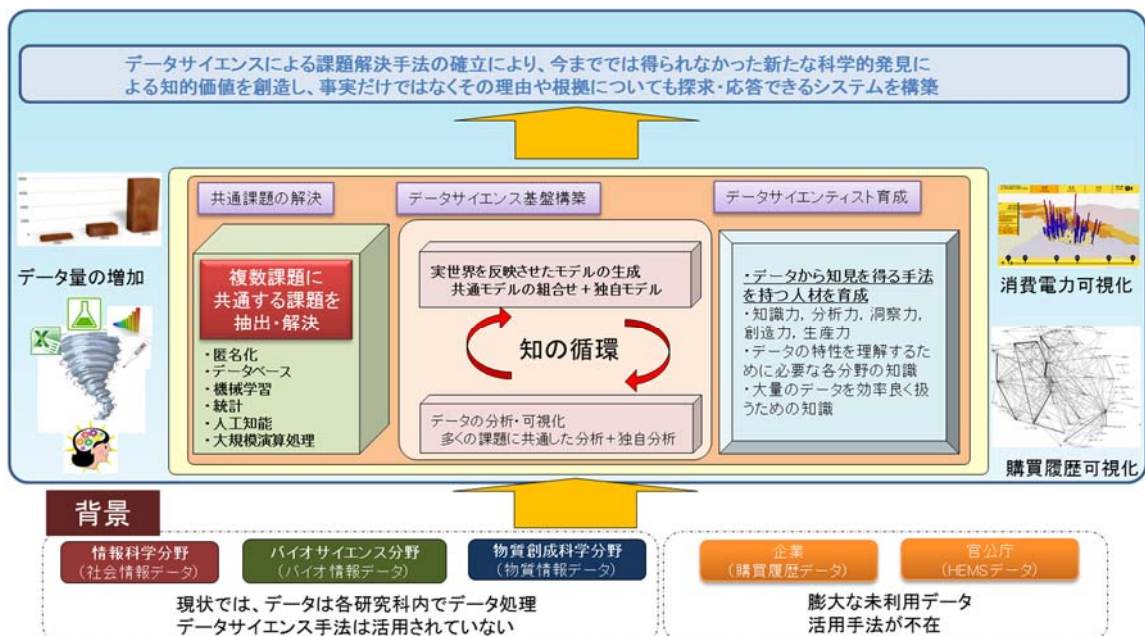 データサイエンスによる課題解決手法の確立により、今まででは得られなかった新たな科学的発見に
よる知的価値を創造し、事実だけではなくその理由や根拠についても探求・応答できるシステムを構築
データ量の増加
共通課題の解決
複数課題に
共通する課題を
抽出・解決
・匿名化
・データベース
・機械学習
・統計
・人工知能
・大規模演算処理
データサイエンス基盤構築
実世界を反映させたモデルの生成
共通モデルの組合せ+独自モデル
知の循環
データの分析・可視化
多くの課題に共通した分析+独自分析
データサイエンティスト育成
・データから知見を得る手法
を持つ人材を育成
・知識力, 分析力, 洞察力,
創造力, 生産力
・データの特性を理解するた
めに必要な各分野の知識
・大量のデータを効率良く扱
うための知識
消費電力可視化
購買履歴可視化
背景
情報科学分野
(社会情報データ)
バイオサイエンス分野
(バイオ情報データ)
物質創成科学分野
(物質情報データ)
現状では、データは各研究科内でデータ処理
データサイエンス手法は活用されていない
企業
(購買履歴データ)
官公庁
(HEMSデータ)
膨大な未利用データ
活用手法が不在